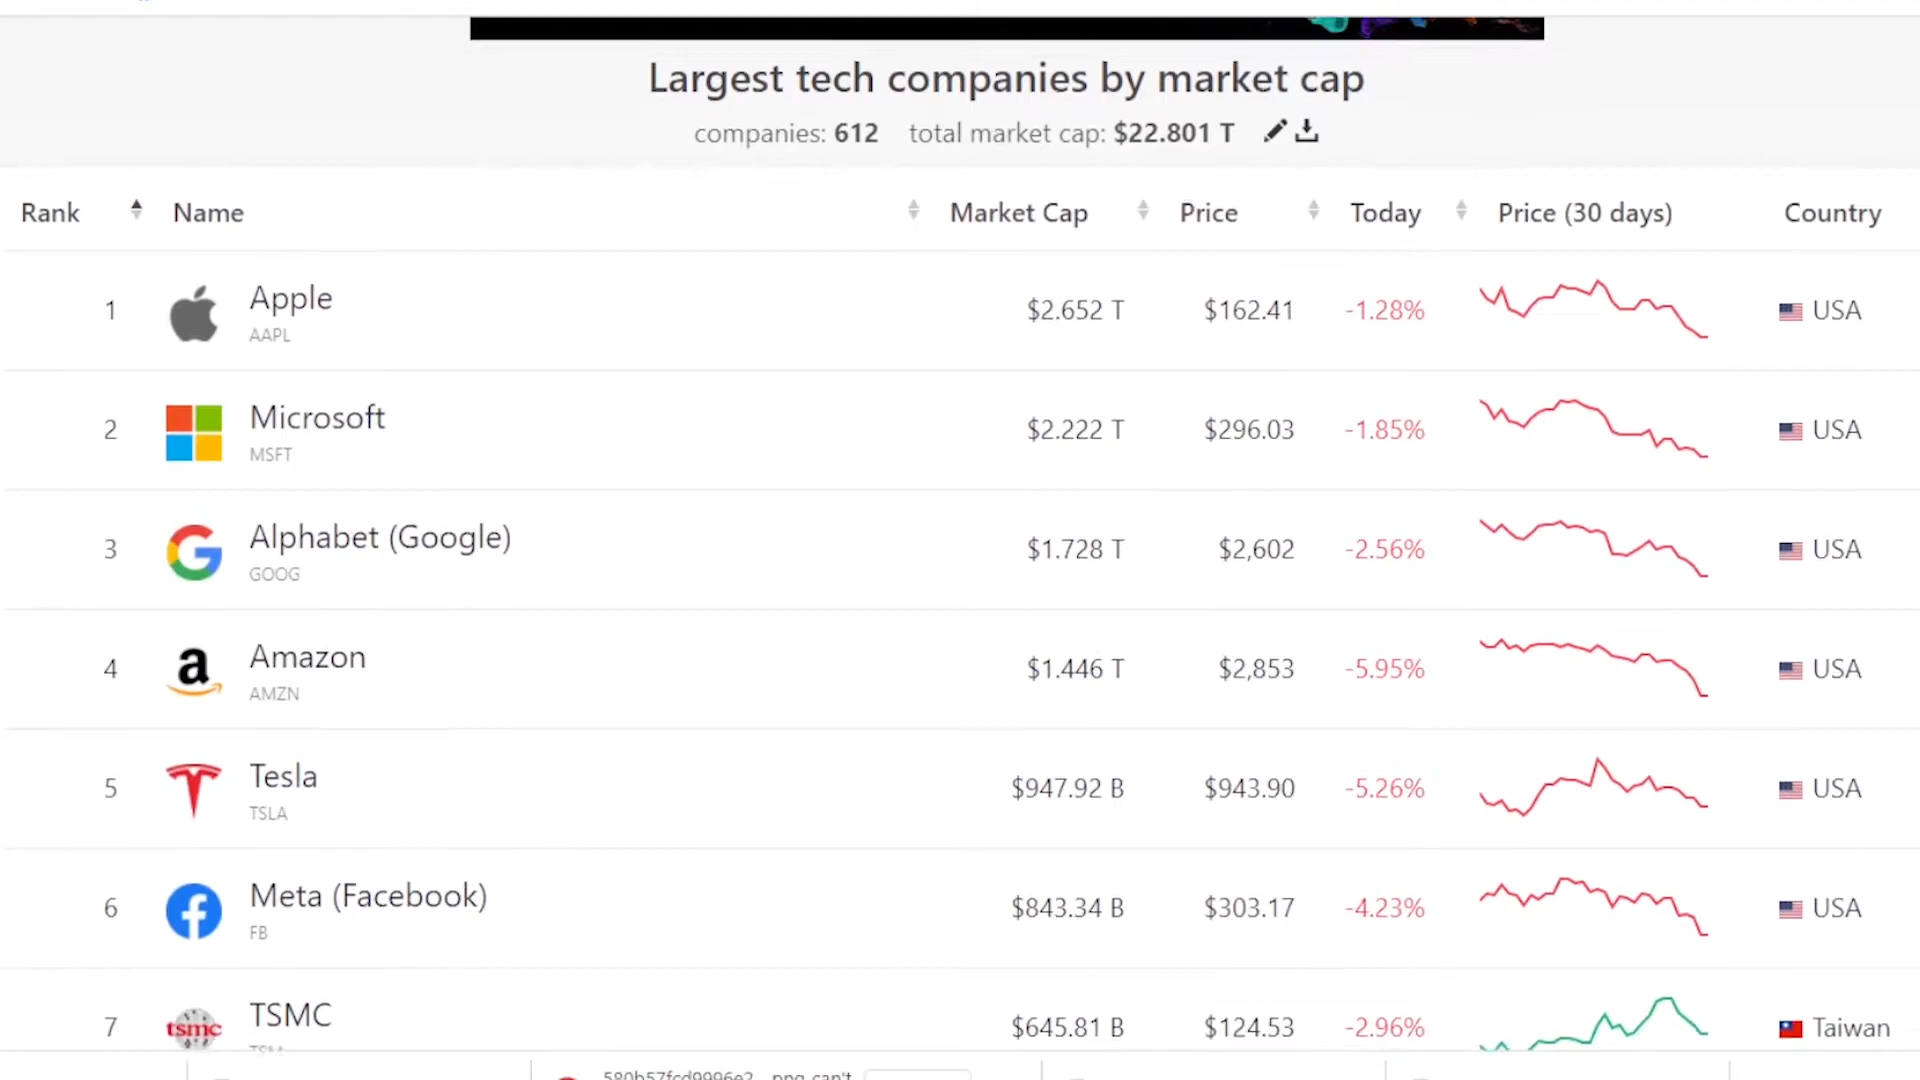 Largest tech companies by market cap
companies: 612 total market cap: $22.801 T
Rank Name Market Cap Price Today Price (30 days) Country
1 Apple $2.652 T $162.41 -1.28% USA
AAPL
2 Microsoft $2.222 T $296.03 -1.85% USA
MSFT
3 Alphabet (Google) $1.728 T $2,602 -2.56% USA
GOOG
4 a Amazon $1.446 T $2,853 -5.95% USA
AMZN
5 Tesla $947.92 B $943.90 -5.26% USA
TSLA
6 Meta (Facebook) $843.34 B $303.17 -4.23% USA
FB
7 tsmc TSMC $645.81 B $124.53 -2.96% Taiwan